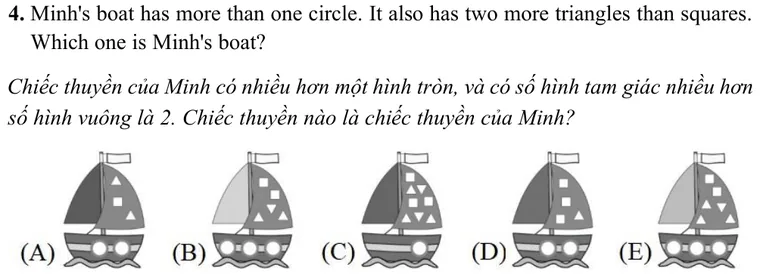 4. Minh's boat has more than one circle. It also has two more triangles than squares.
Which one is Minh's boat?
Chiếc thuyền của Minh có nhiều hơn một hình tròn, và có số hình tam giác nhiều hơn
số hình vuông là 2. Chiếc thuyền nào là chiếc thuyền của Minh?
(A) (B) (C) (D) (E)